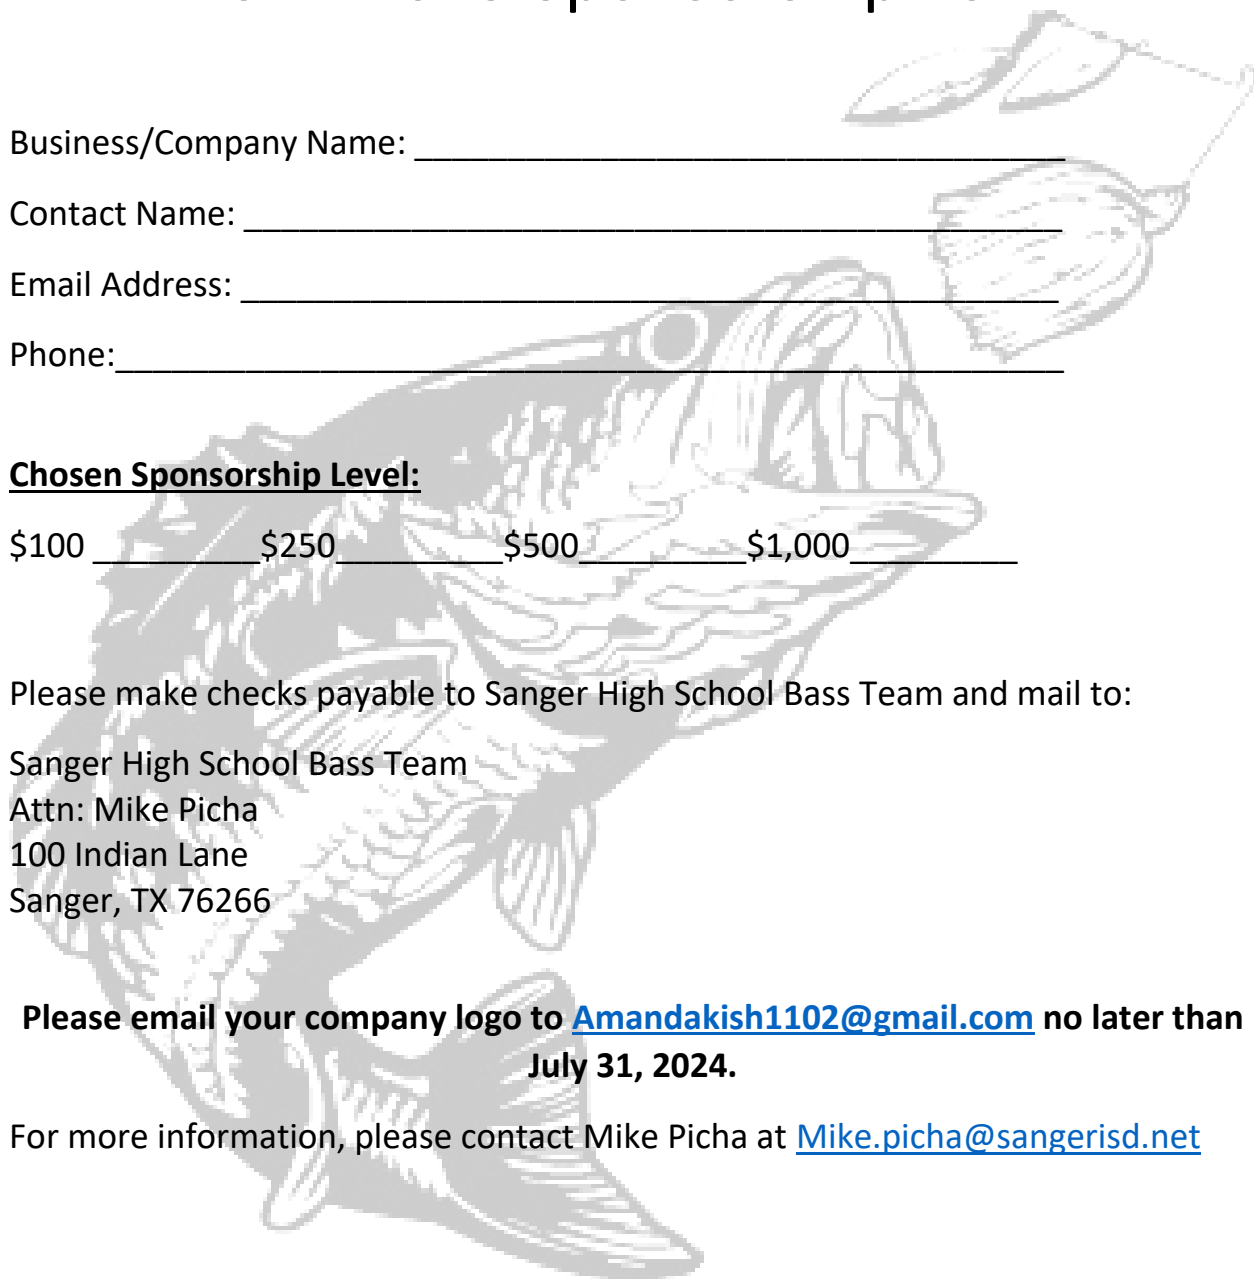 Business/Company Name: ___________________________________
Contact Name: ____________________________________________
Email Address: ____________________________________________
Phone:___________________________________________________
Chosen Sponsorship Level:
$100 _________$250_________$500_________$1,000_________
Please make checks payable to Sanger High School Bass Team and mail to:
Sanger High School Bass Team
Attn: Mike Picha
100 Indian Lane
Sanger, TX 76266
Please email your company logo to Amandakish1102@gmail.com no later than
July 31, 2024.
For more information, please contact Mike Picha at Mike.picha@sangerisd.net